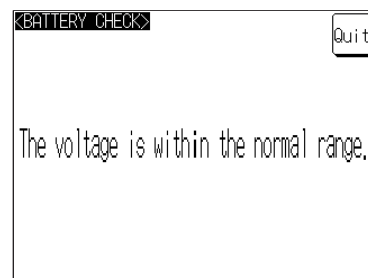 <BATTERY CHECK>
Quit
The voltage is within the normal range.